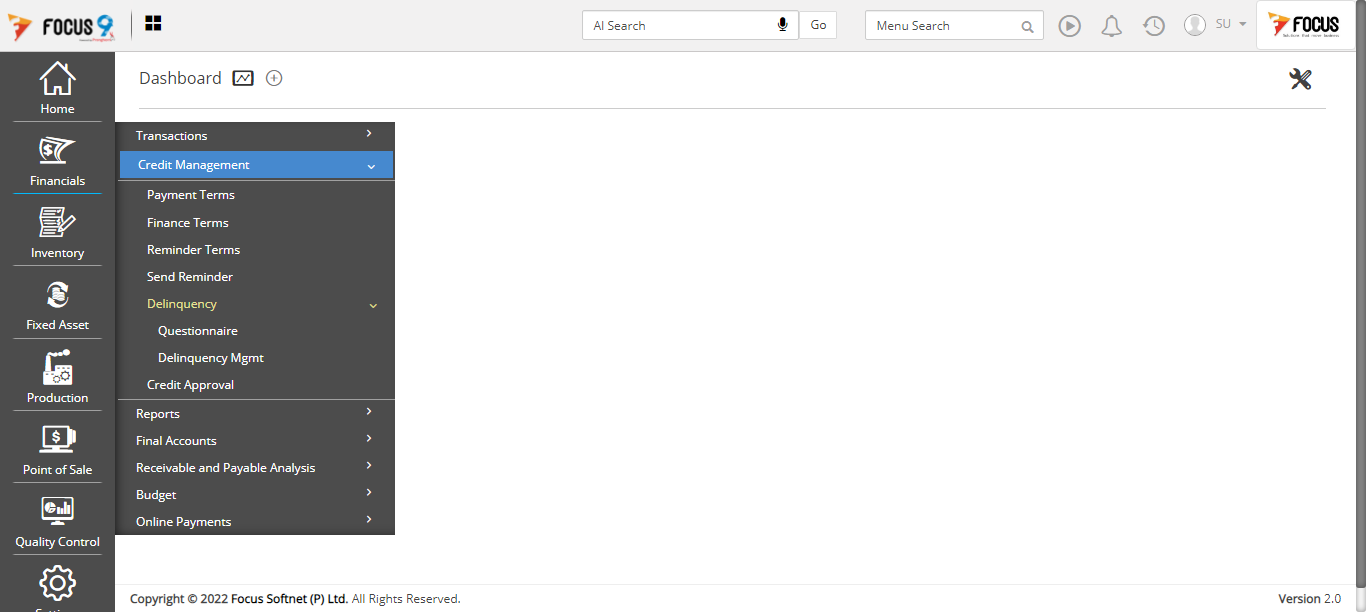 FOCUS 9
AI Search
Go
Menu Search
SU
FOCUS
Home
Financials
Inventory
Fixed Asset
Production
Point of Sale
Quality Control
Dashboard
Transactions
Credit Management
Payment Terms
Finance Terms
Reminder Terms
Send Reminder
Delinquency
Questionnaire
Delinquency Mgmt
Credit Approval
Reports
Final Accounts
Receivable and Payable Analysis
Budget
Online Payments
Copyright © 2022 Focus Softnet (P) Ltd. All Rights Reserved.
Version 2.0